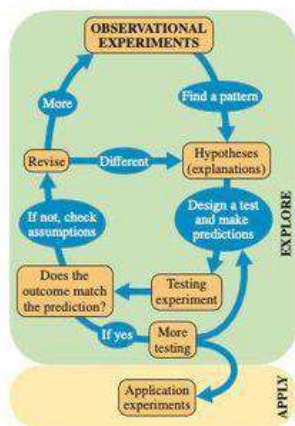 OBSERVATIONAL
EXPERIMENTS
More
Find a pattern
Revise
Different
Hypotheses
(explanations)
If not, check
assumptions
Design a test
and make
predictions
EXPLORE
Does the
outcome match
the prediction?
Testing
experiment
If yes
More
testing
Application
experiments
APPLY